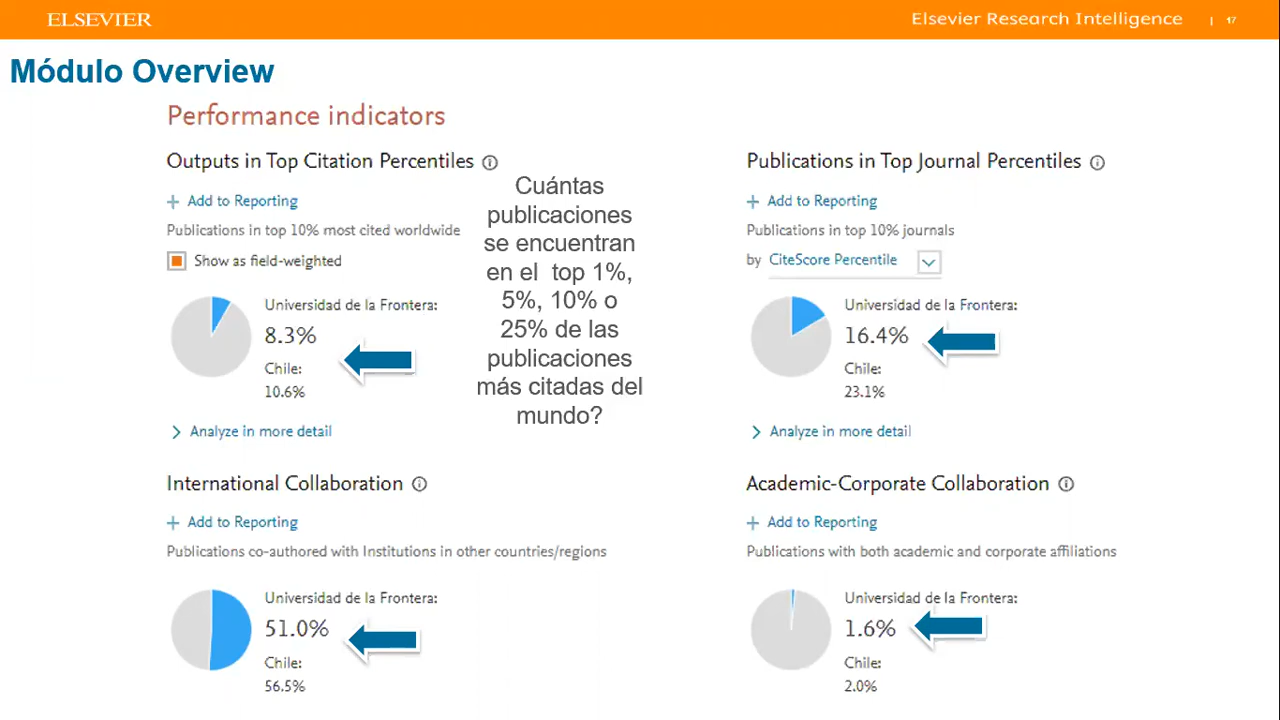 ELSEVIER
Elsevier Research Intelligence | 17
Módulo Overview
Performance indicators
Outputs in Top Citation Percentiles
+ Add to Reporting
Publications in top 10% most cited worldwide
Show as field-weighted
Universidad de la Frontera:
8.3%
Chile:
10.6%
Analyze in more detail
Cuántas
publicaciones
se encuentran
en el top 1%,
5%, 10% o
25% de las
publicaciones
más citadas del
mundo?
Publications in Top Journal Percentiles
+ Add to Reporting
Publications in top 10% journals
by CiteScore Percentile
Universidad de la Frontera:
16.4%
Chile:
23.1%
Analyze in more detail
International Collaboration
+ Add to Reporting
Publications co-authored with Institutions in other countries/regions
Universidad de la Frontera:
51.0%
Chile:
56.5%
Academic-Corporate Collaboration
+ Add to Reporting
Publications with both academic and corporate affiliations
Universidad de la Frontera:
1.6%
Chile:
2.0%